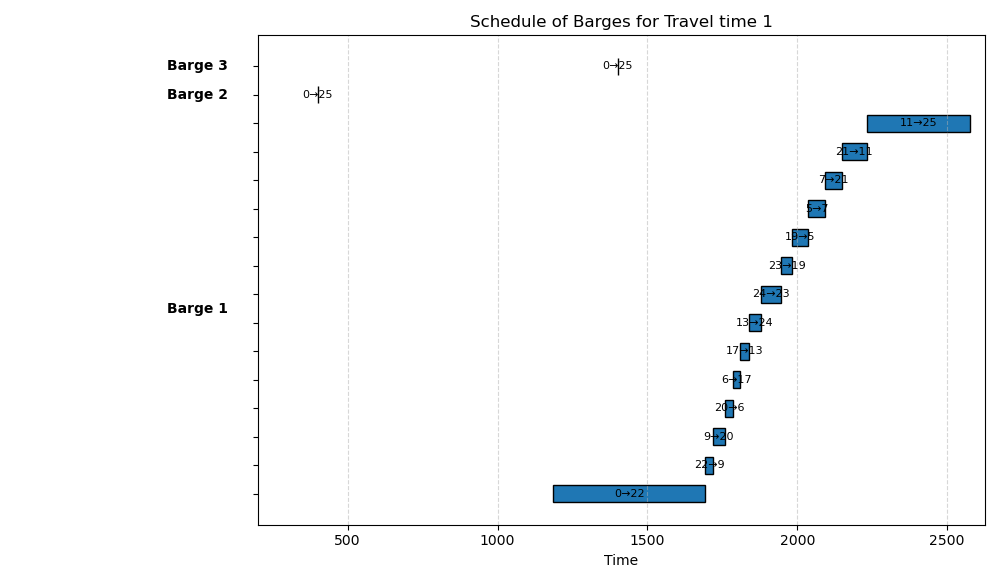 Schedule of Barges for Travel time 1
Barge 3
0→25
Barge 2
0→25
11→25
21→11
7→21
5→7
19→5
23→19
24→23
Barge 1
13→24
17→13
6→17
20→6
9→20
22→9
0→22
500 1000 1500 2000 2500
Time